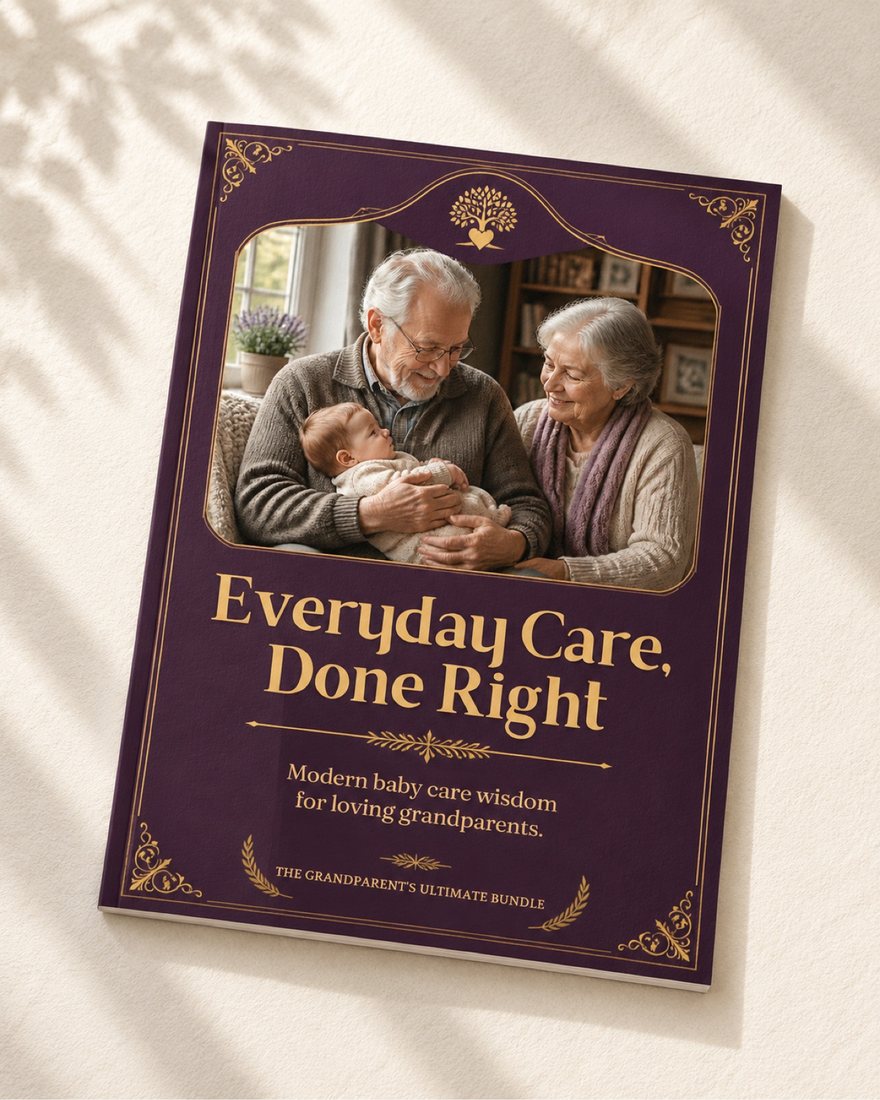 Everyday Care,
Done Right
Modern baby care wisdom
for loving grandparents.
THE GRANDPARENT'S ULTIMATE BUNDLE